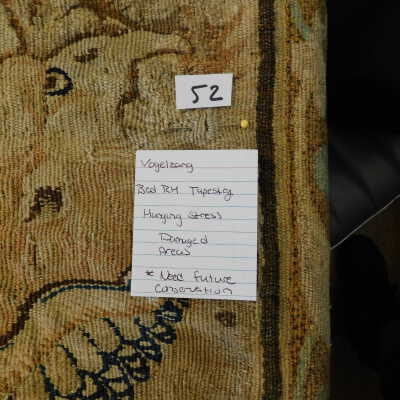 52
Vogelzang
Bed RM Tapestry
Hanging Stress
Damaged
Areas
* Need Future
Conservation